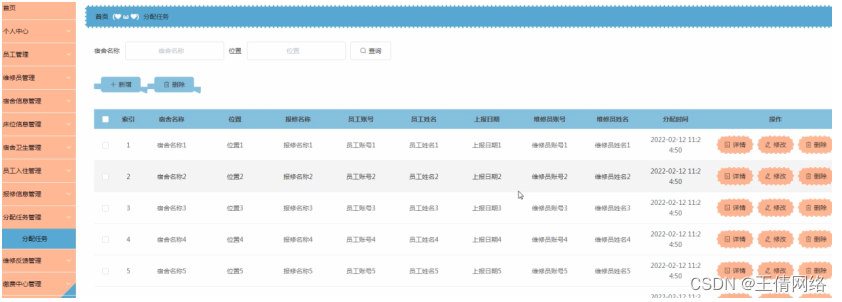 首页
个人中心
员工管理
维修员管理
宿舍信息管理
床位信息管理
宿舍卫生管理
员工入住管理
报修信息管理
分配任务管理
分配任务
维修反馈管理
缴费中心管理
首页 (♥ω♥) 分配任务
宿舍名称 宿舍名称 位置 位置 查询
+ 新增 删除
索引 宿舍名称 位置 报修名称 员工账号 员工姓名 上报日期 维修员账号 维修员姓名 分配时间 操作
1 宿舍名称1 位置1 报修名称1 员工账号1 员工姓名1 上报日期1 维修员账号1 维修员姓名1 2022-02-12 11:2 详情 修改 删除
4:50
2 宿舍名称2 位置2 报修名称2 员工账号2 员工姓名2 上报日期2 维修员账号2 维修员姓名2 2022-02-12 11:2 详情 修改 删除
4:50
3 宿舍名称3 位置3 报修名称3 员工账号3 员工姓名3 上报日期3 维修员账号3 维修员姓名3 2022-02-12 11:2 详情 修改 删除
4:50
4 宿舍名称4 位置4 报修名称4 员工账号4 员工姓名4 上报日期4 维修员账号4 维修员姓名4 2022-02-12 11:2 详情 修改 删除
4:50
5 宿舍名称5 位置5 报修名称5 员工账号5 员工姓名5 上报日期5 维修员账号5 维修员姓名5 2022-02-12 11:2 详情 修改 删除
4:50
CSDN @王倩网络